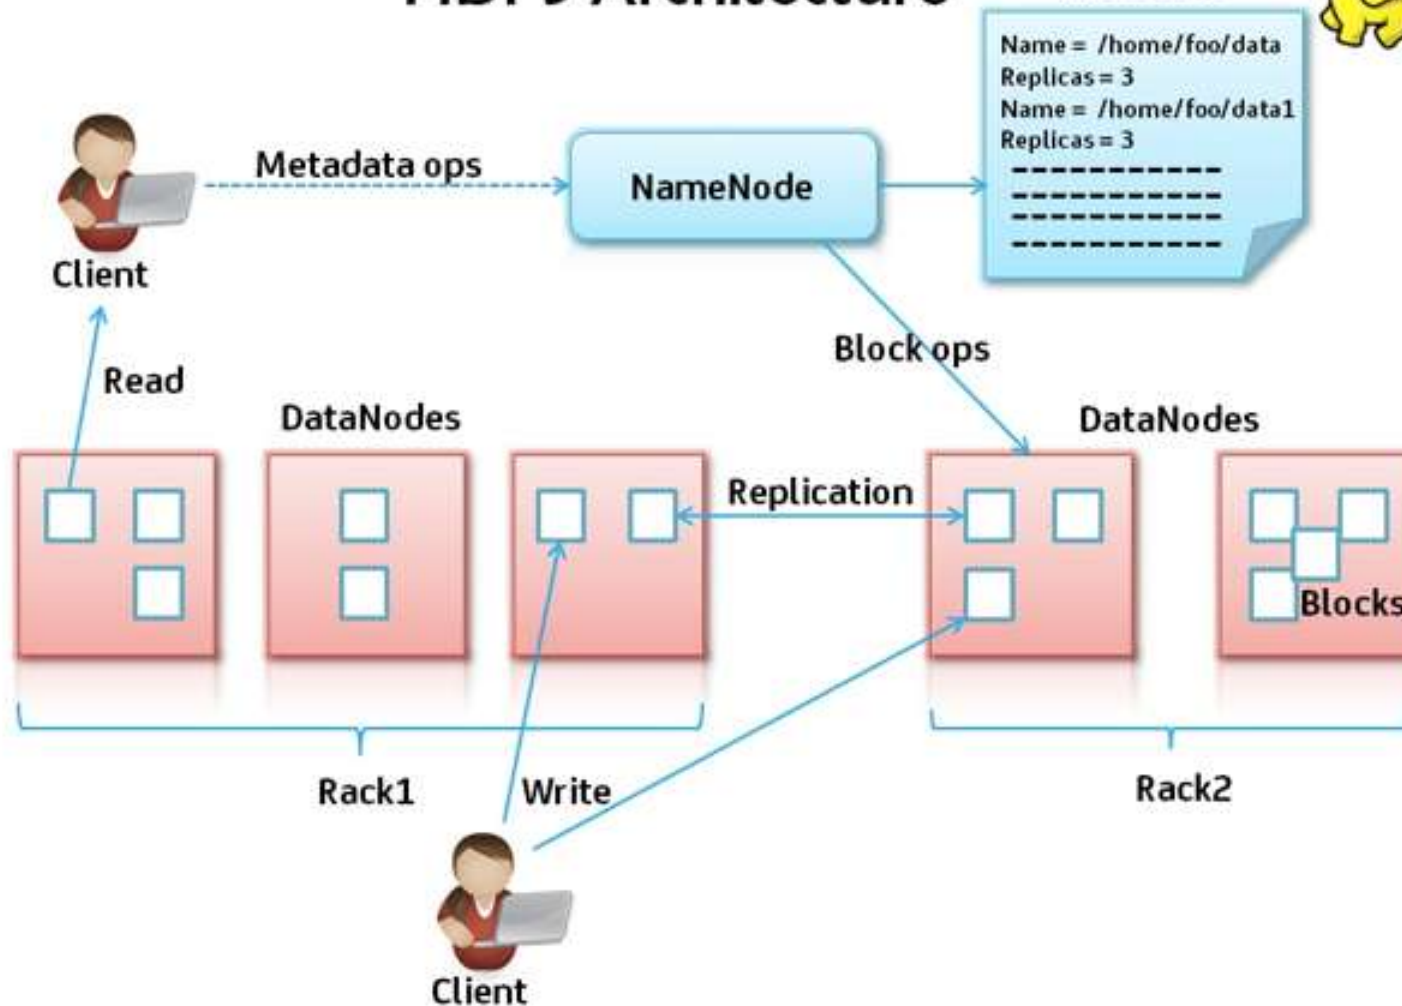 Architecture
Name = /home/foo/data
Replicas = 3
Name = /home/foo/data1
Replicas = 3
Metadata ops
NameNode
Client
Block ops
Read
DataNodes
DataNodes
Replication
Blocks
Rack1
Write
Rack2
Client